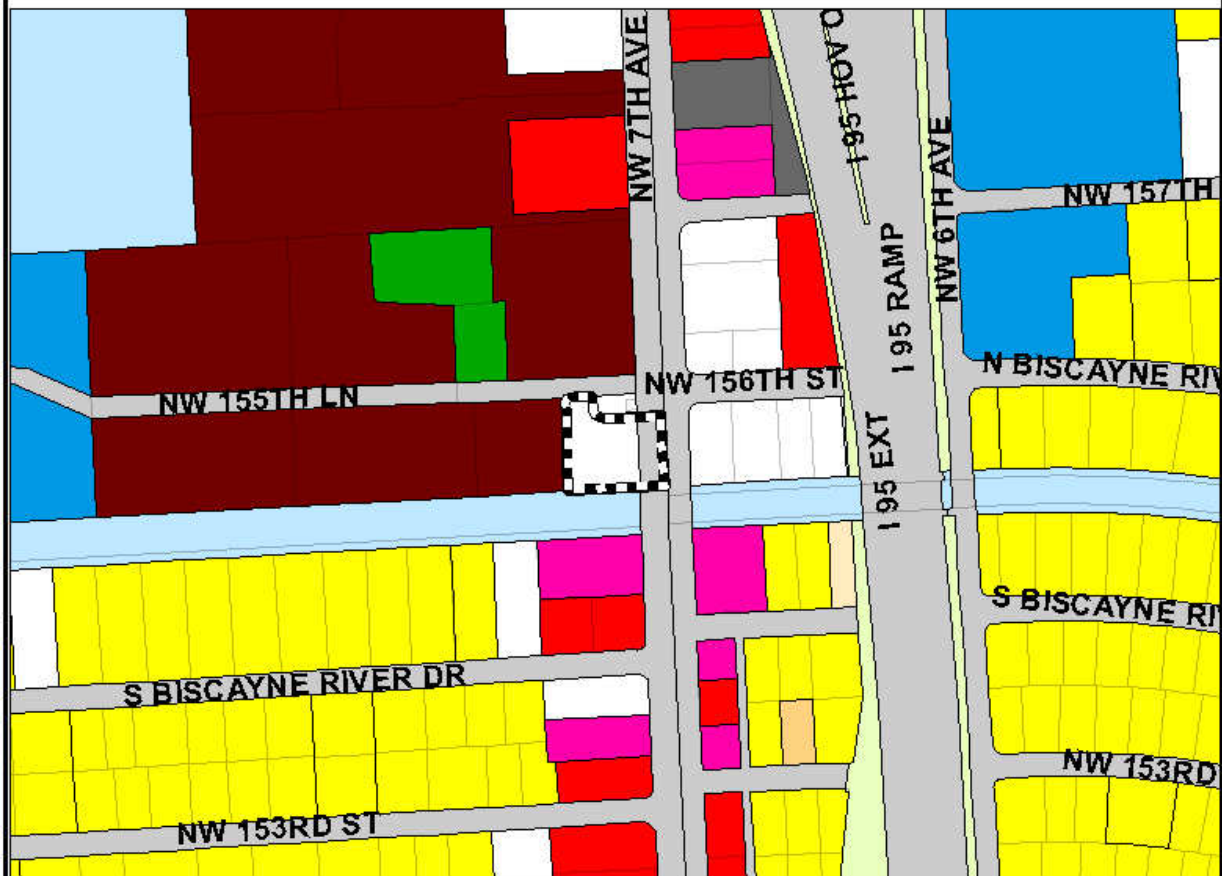 NW 7TH AVE
I 95 HOV O
NW 6TH AVE
NW 157TH
I 95 RAMP
N BISCAYNE RIV
NW 156TH ST
NW 155TH LN
I 95 EXT
S BISCAYNE RI
S BISCAYNE RIVER DR
NW 153RD
NW 153RD ST